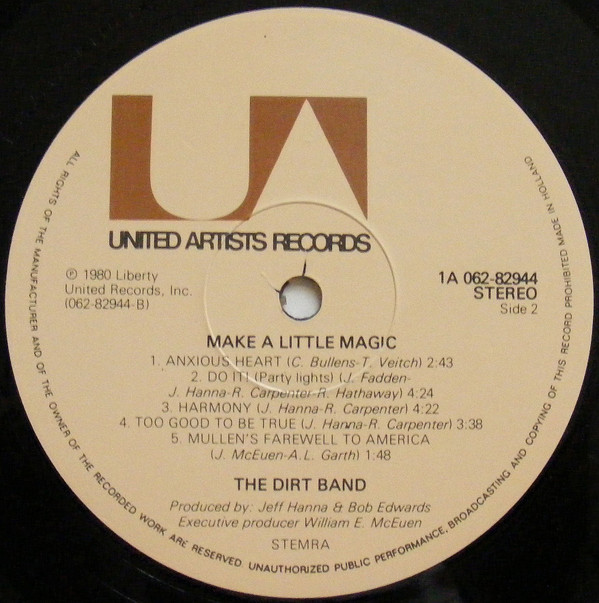 UA
UNITED ARTISTS RECORDS
℗ 1980 Liberty
United Records, Inc.
(062-82944-B)
1A 062-82944
STEREO
Side 2
MAKE A LITTLE MAGIC
1. ANXIOUS HEART (C. Bullens-T. Veitch) 2:43
2. DO IT! (Party lights) (J. Fadden-
J. Hanna-R. Carpenter-R. Hathaway) 4:24
3. HARMONY (J. Hanna-R. Carpenter) 4:22
4. TOO GOOD TO BE TRUE (J. Hanna-R. Carpenter) 3:38
5. MULLEN'S FAREWELL TO AMERICA
(J. McEuen-A.L. Garth) 1:48
THE DIRT BAND
Produced by: Jeff Hanna & Bob Edwards
Executive producer William E. McEuen
STEMRA
ALL RIGHTS OF THE MANUFACTURER AND OF THE OWNER OF THE RECORDED WORK ARE RESERVED. UNAUTHORIZED PUBLIC PERFORMANCE, BROADCASTING AND COPYING OF THIS RECORD PROHIBITED MADE IN HOLLAND